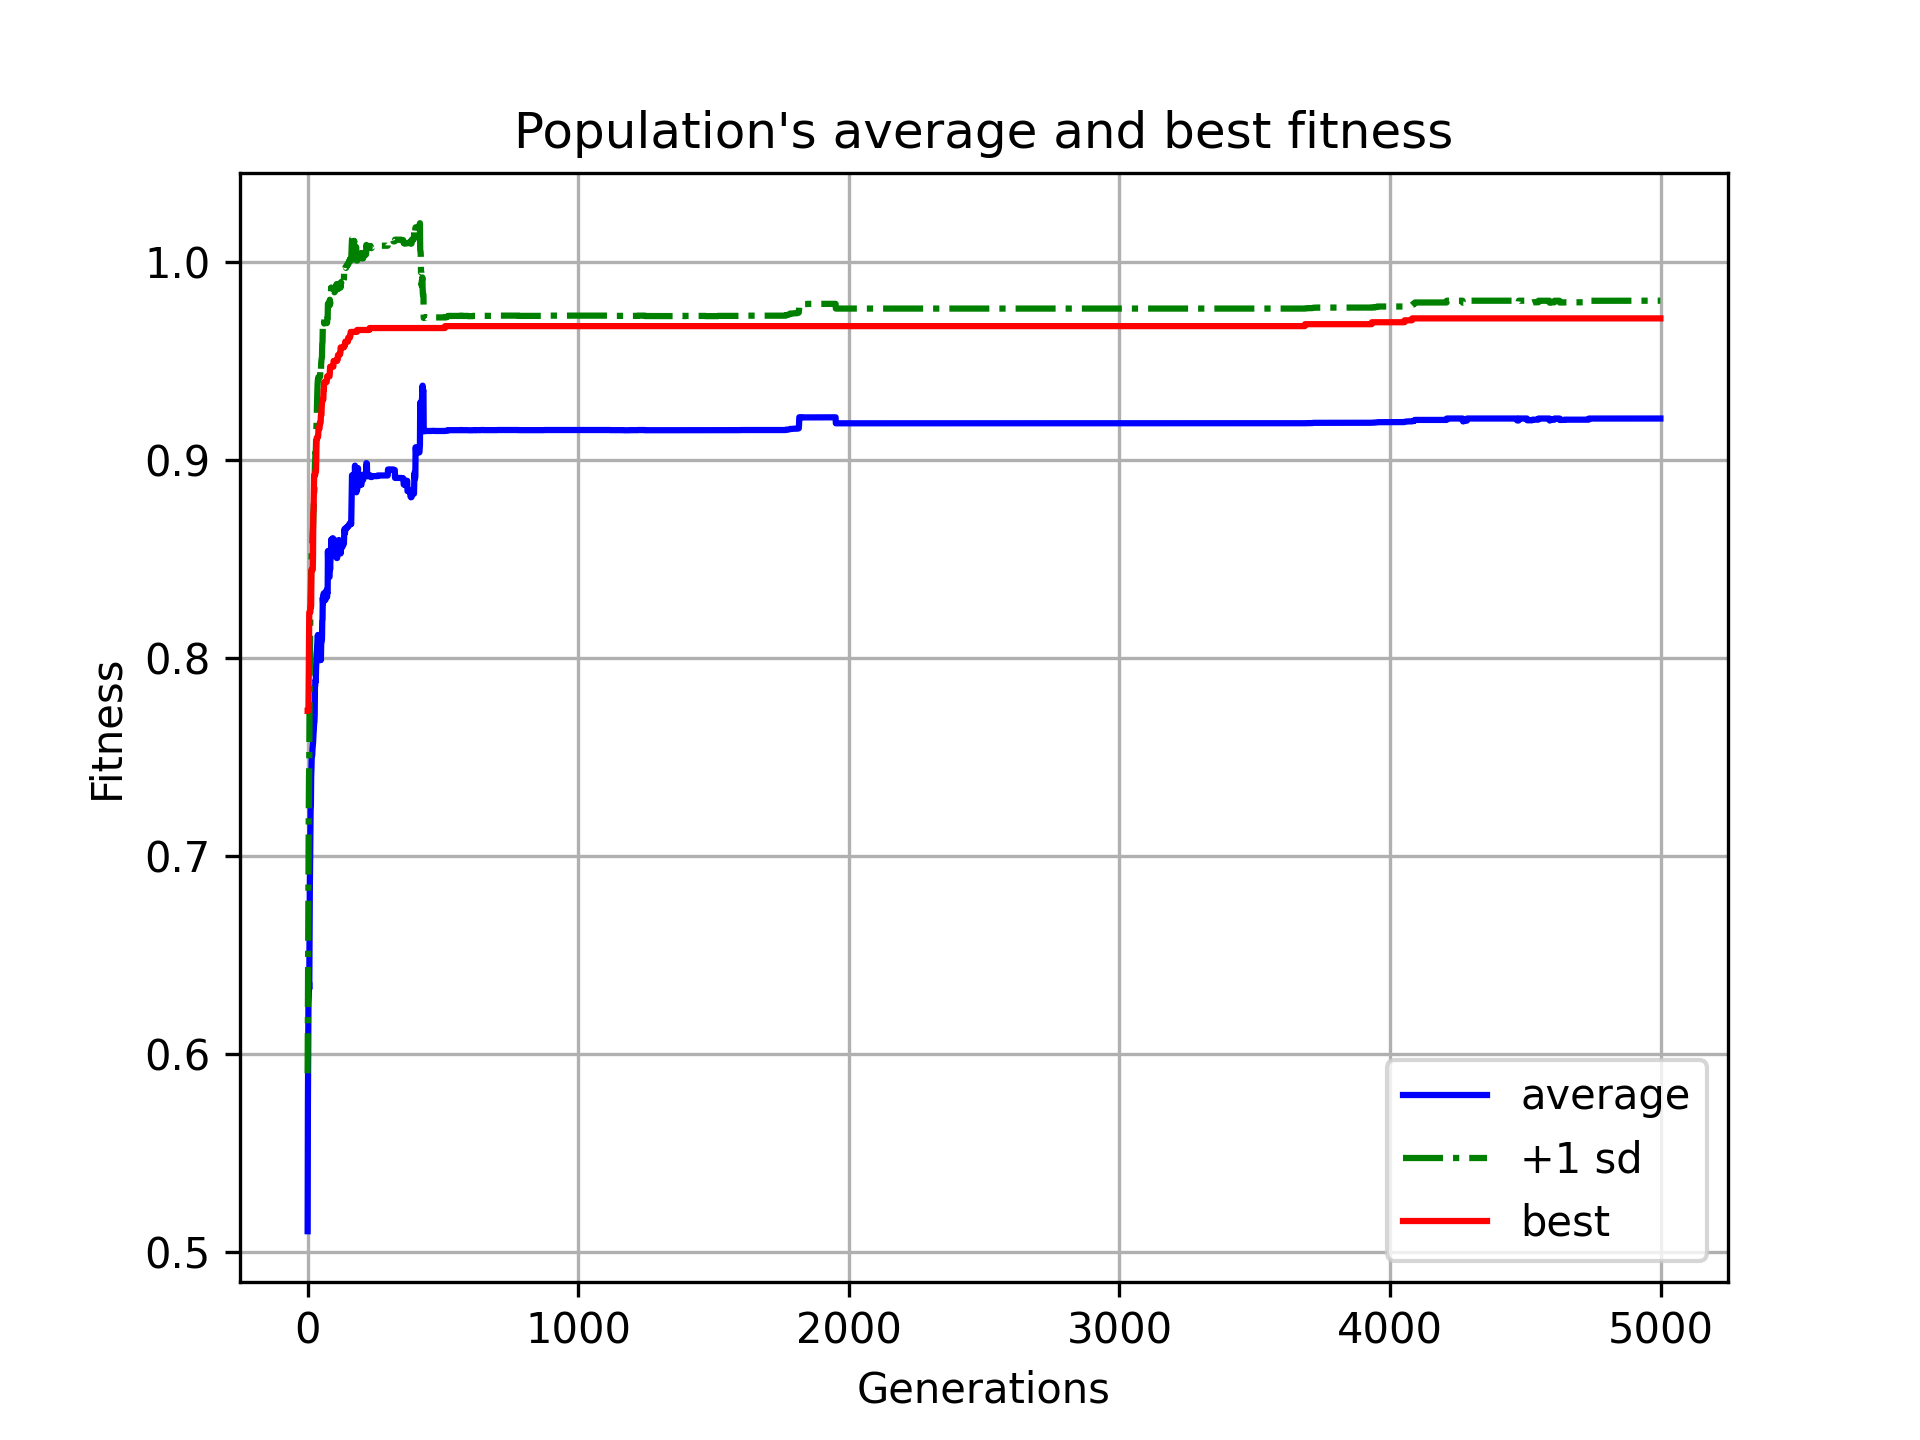 Population's average and best fitness
Fitness
1.0
0.9
0.8
0.7
0.6
0.5
0 1000 2000 3000 4000 5000
Generations
average
+1 sd
best